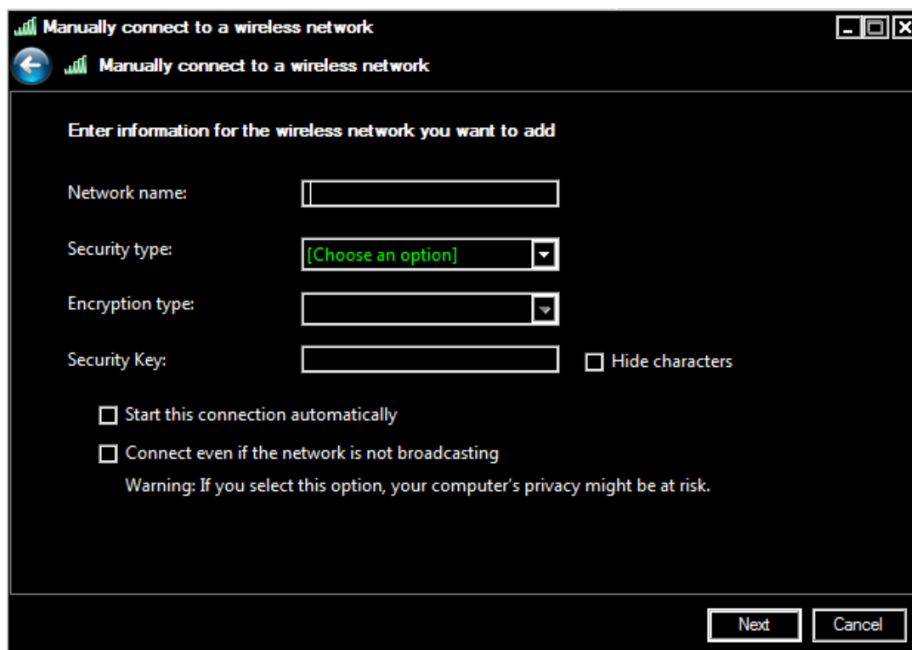 Manually connect to a wireless network
Manually connect to a wireless network
Enter information for the wireless network you want to add
Network name:
Security type: [Choose an option]
Encryption type:
Security Key: Hide characters
Start this connection automatically
Connect even if the network is not broadcasting
Warning: If you select this option, your computer's privacy might be at risk.
Next Cancel